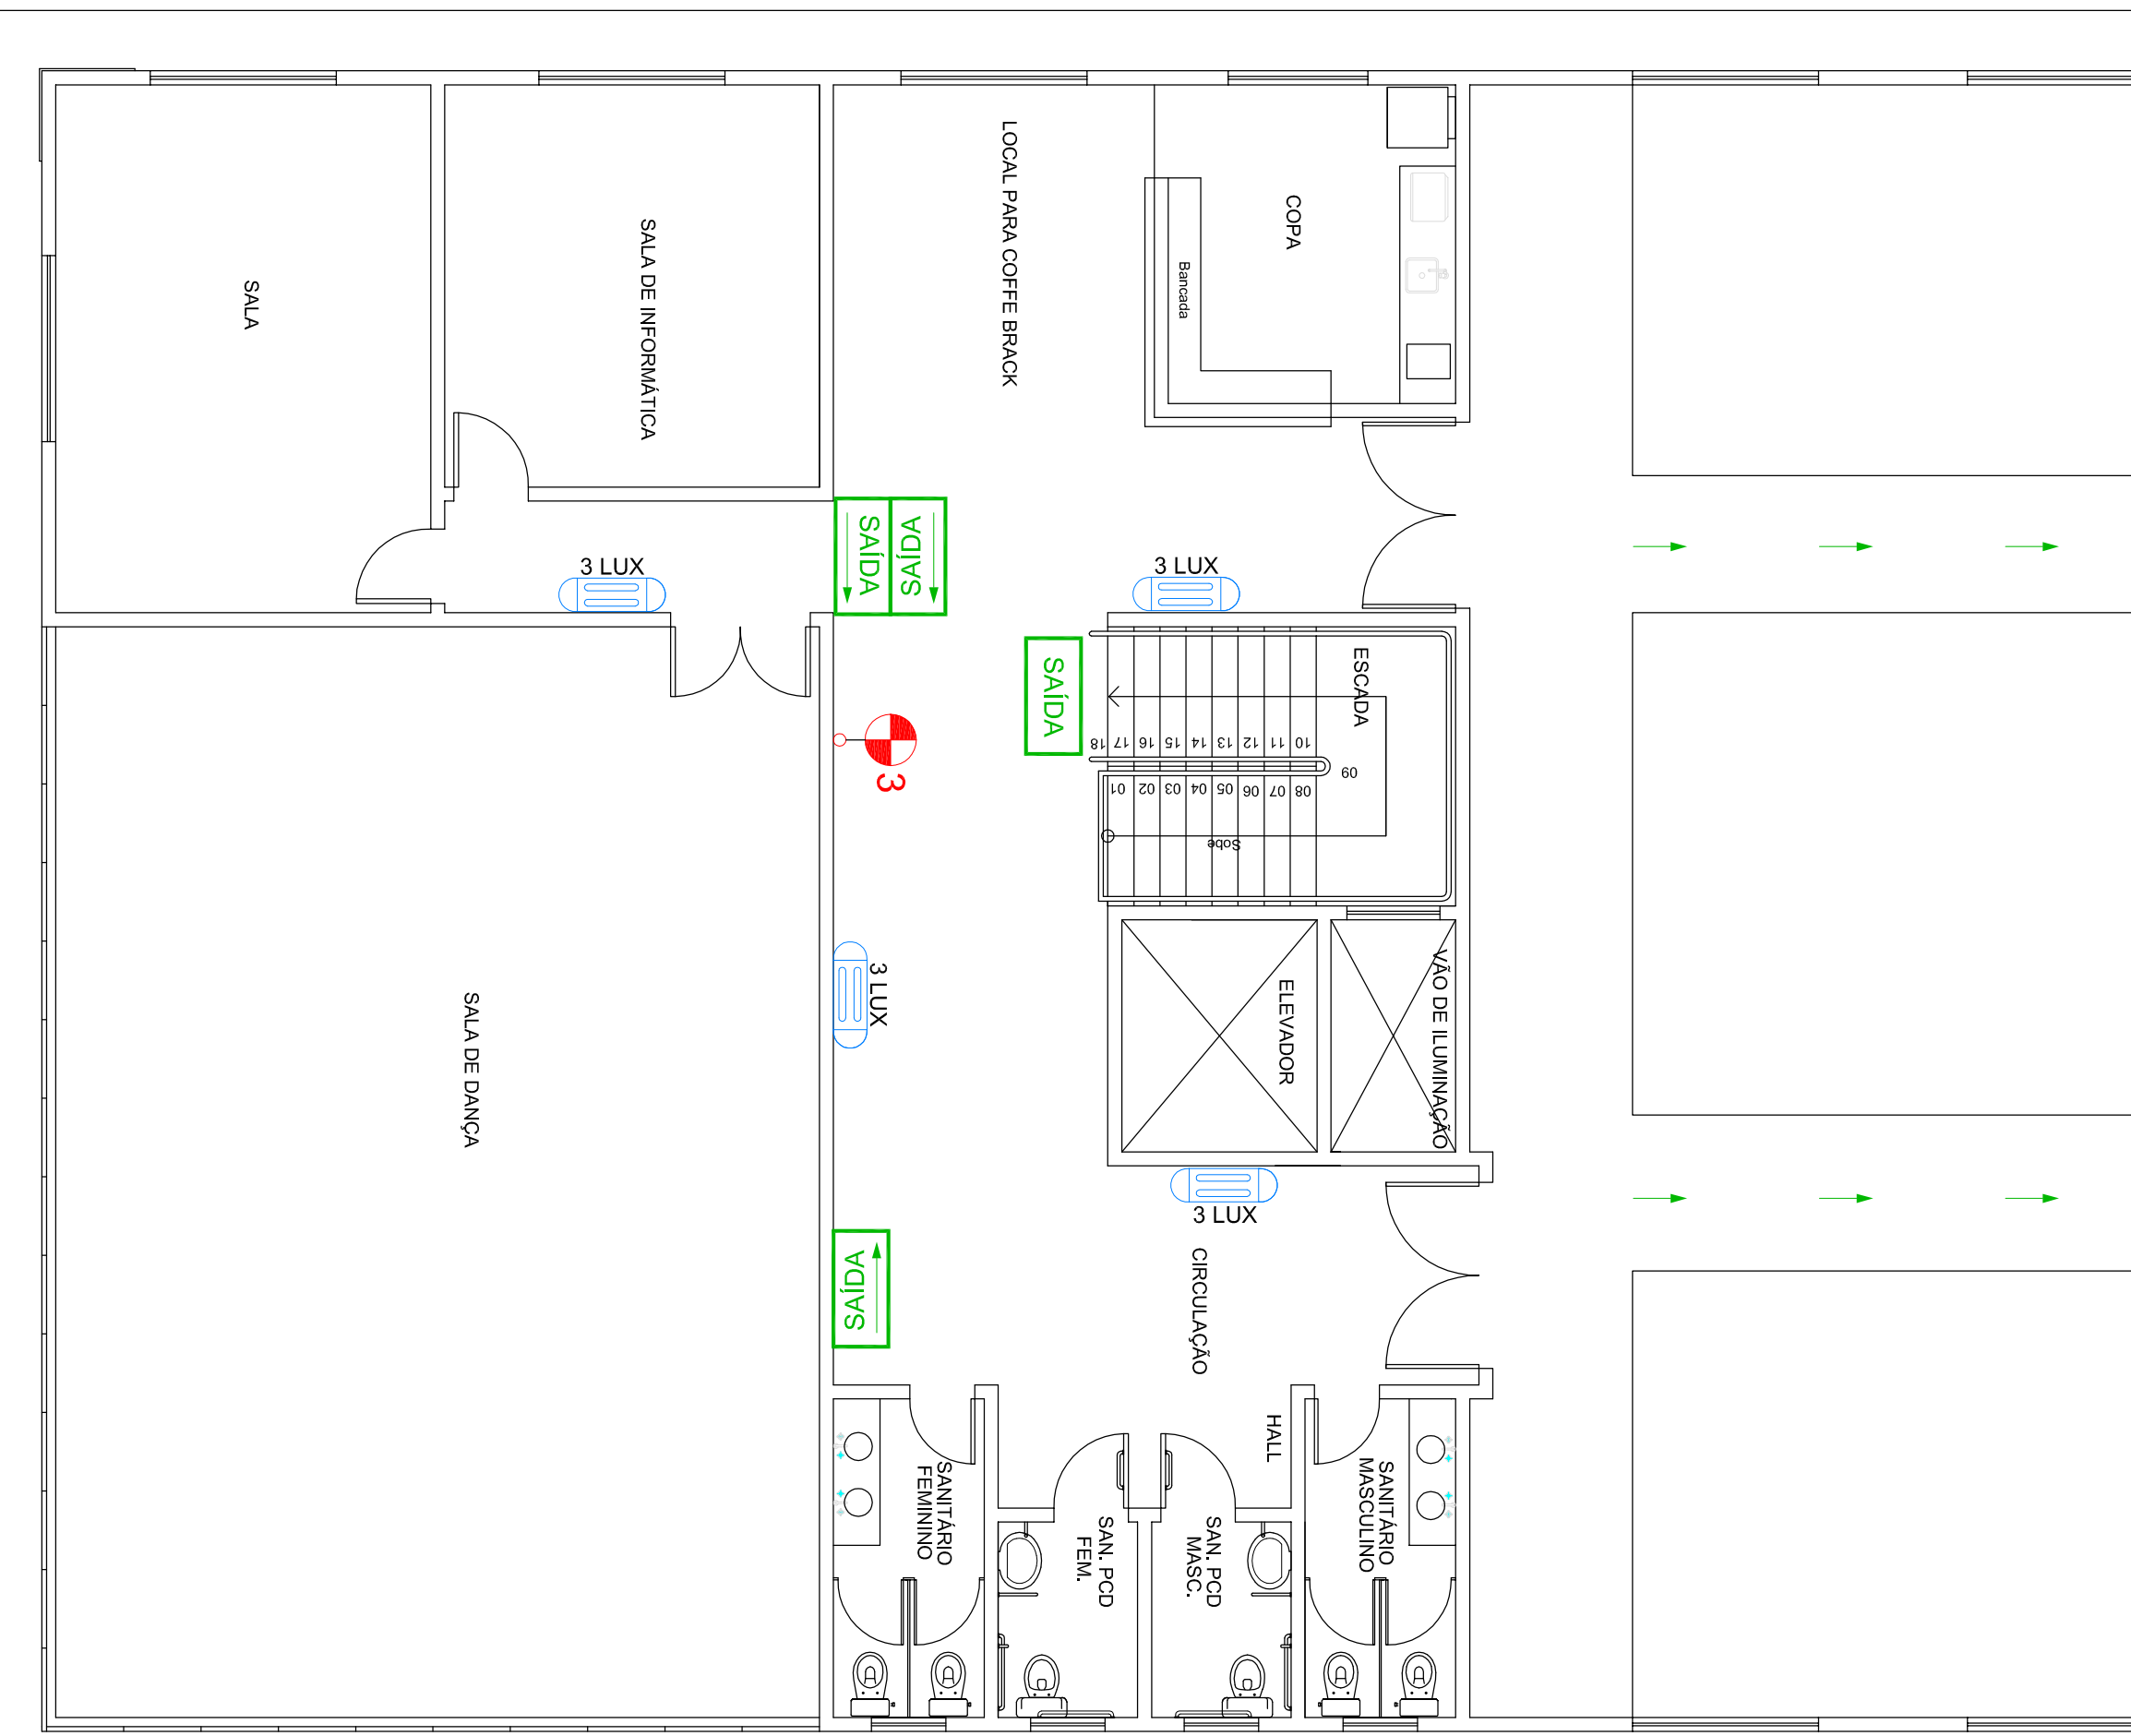 SALA
SALA DE INFORMÁTICA
LOCAL PARA COFFE BRACK
COPA
Bancada
3 LUX
SAÍDA
SAÍDA
3 LUX
SAÍDA
ESCADA
18 17 16 15 14 13 12 11 10
09
01 02 03 04 05 06 07 08
Sobe
3
3 LUX
ELEVADOR
VÃO DE ILUMINAÇÃO
SALA DE DANÇA
3 LUX
SAÍDA
CIRCULAÇÃO
HALL
SANITÁRIO
FEMININO
SAN. PCD
FEM.
SAN. PCD
MASC.
SANITÁRIO
MASCULINO